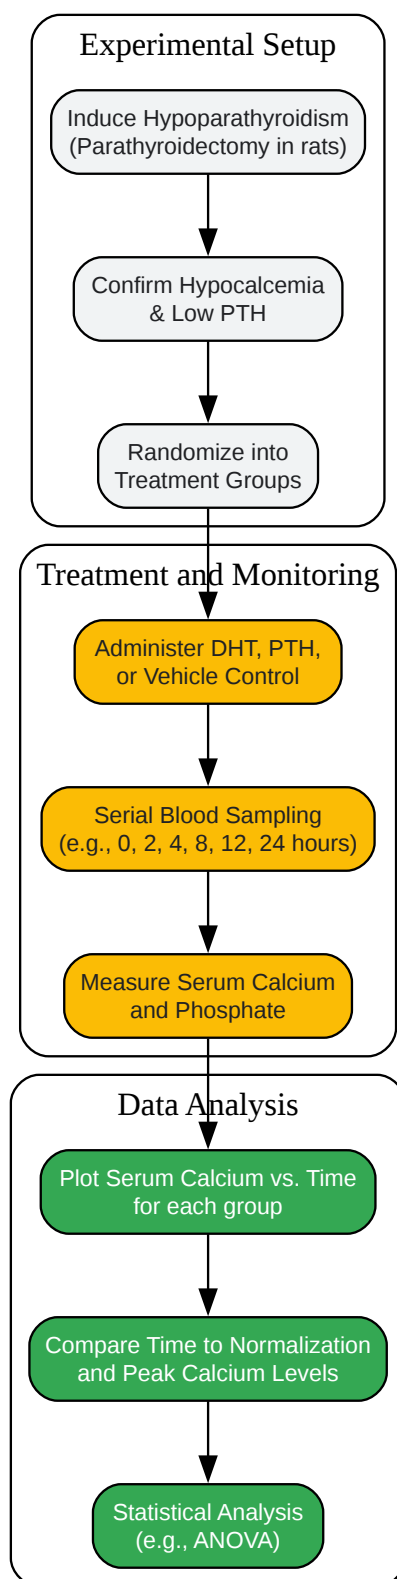 Experimental Setup
Induce Hypoparathyroidism
(Parathyroidectomy in rats)
Confirm Hypocalcemia
& Low PTH
Randomize into
Treatment Groups
Treatment and Monitoring
Administer DHT, PTH,
or Vehicle Control
Serial Blood Sampling
(e.g., 0, 2, 4, 8, 12, 24 hours)
Measure Serum Calcium
and Phosphate
Data Analysis
Plot Serum Calcium vs. Time
for each group
Compare Time to Normalization
and Peak Calcium Levels
Statistical Analysis
(e.g., ANOVA)